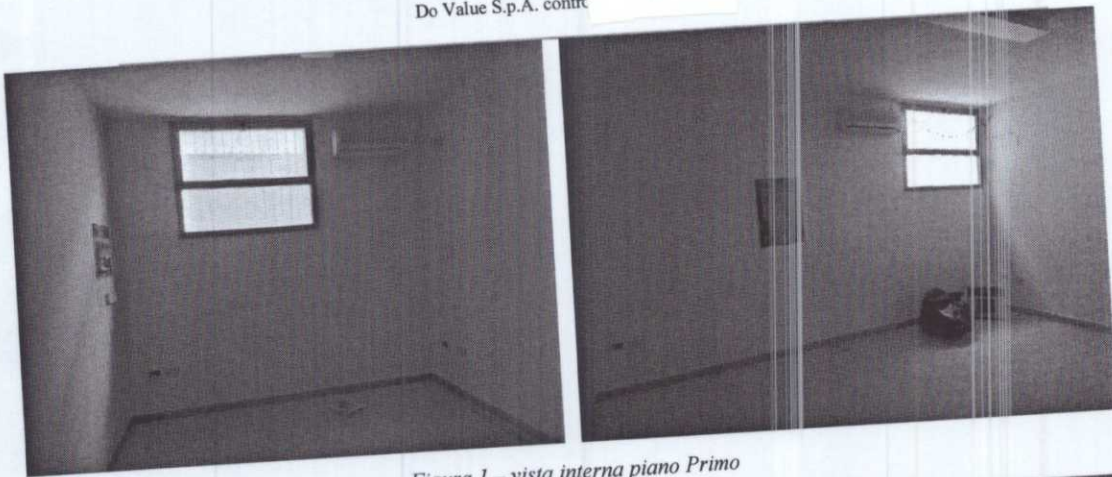 Do Value S.p.A. contro
Figura 1 – vista interna piano Primo